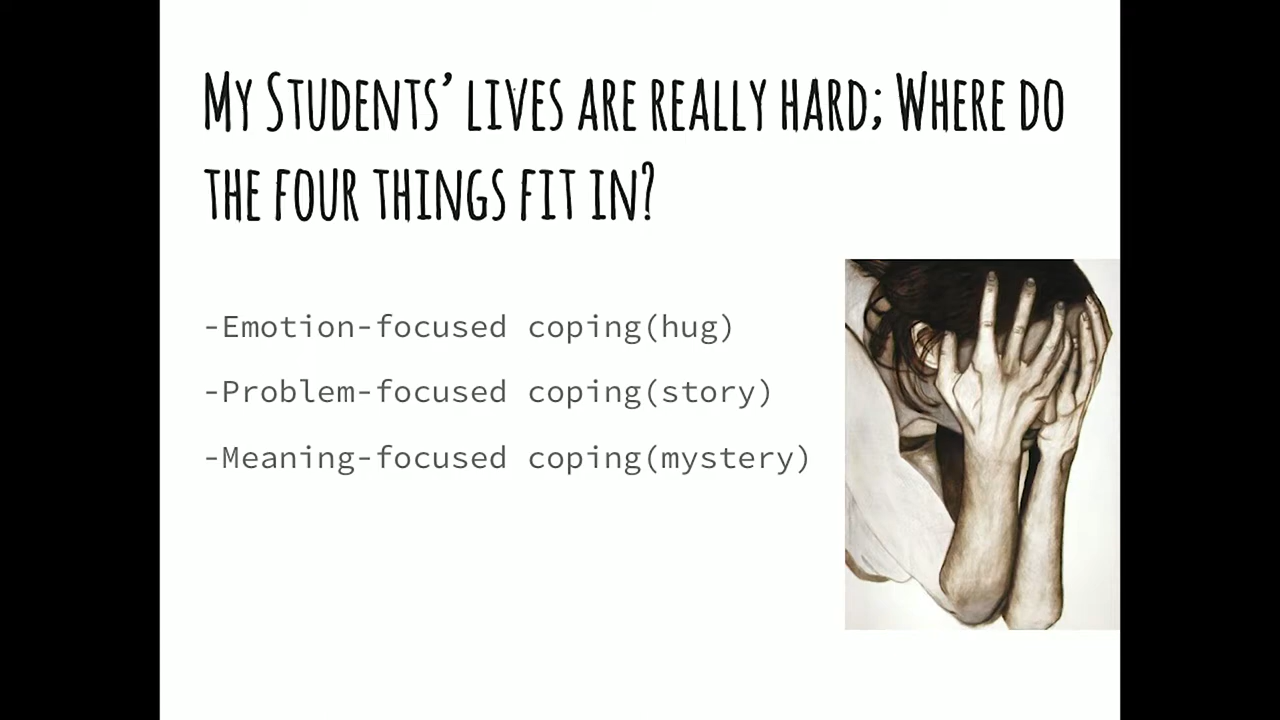 My Students’ lives are really hard; Where do
the four things fit in?
-Emotion-focused coping(hug)
-Problem-focused coping(story)
-Meaning-focused coping(mystery)